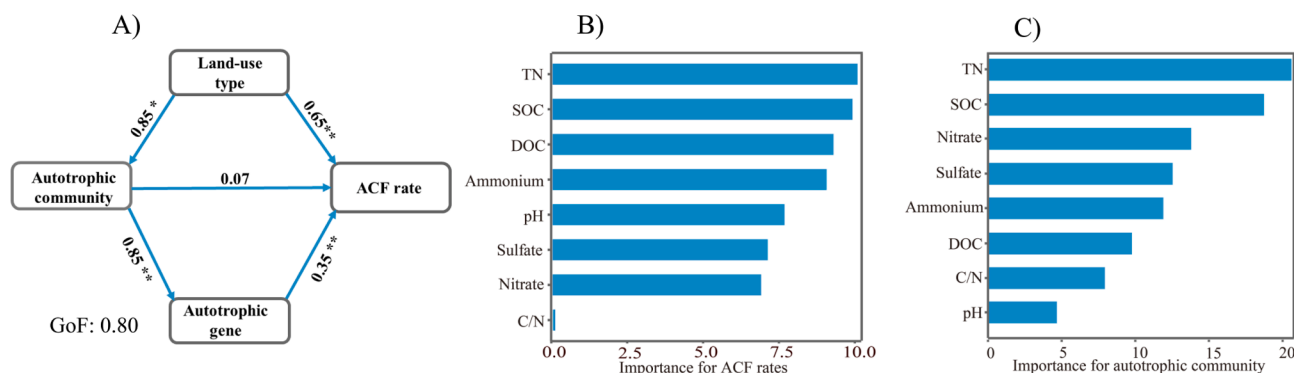 A)
Land-use
type
0.85 *
0.65**
Autotrophic
community
0.07
ACF rate
0.85 **
0.35 **
Autotrophic
gene
GoF: 0.80
B)
TN
SOC
DOC
Ammonium
pH
Sulfate
Nitrate
C/N
0.0 2.5 5.0 7.5 10.0
Importance for ACF rates
C)
TN
SOC
Nitrate
Sulfate
Ammonium
DOC
C/N
pH
0 5 10 15 20
Importance for autotrophic community